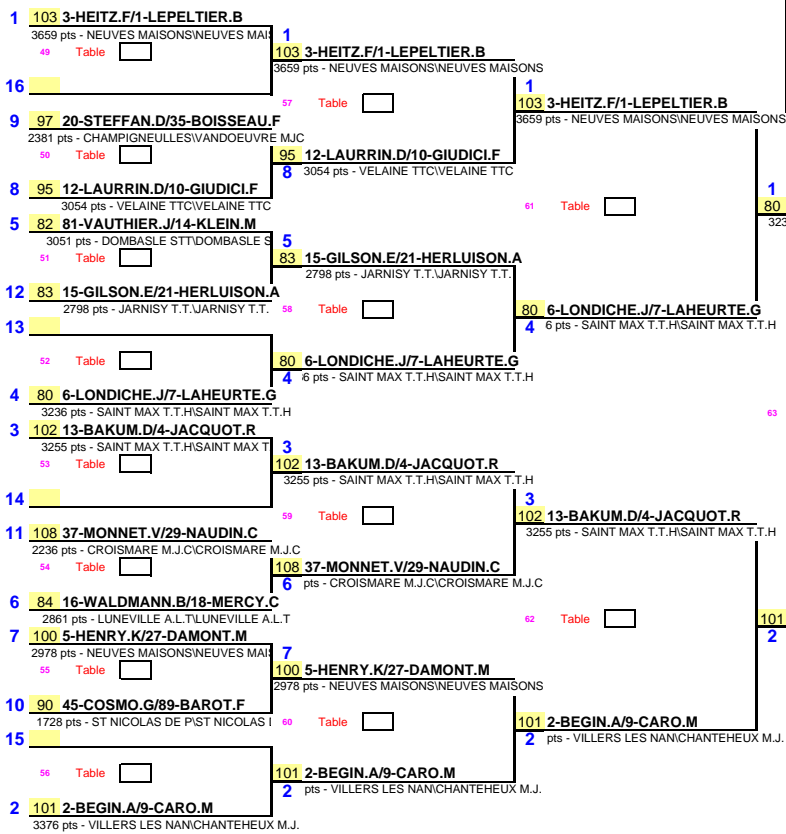 1 103 3-HEITZ.F/1-LEPELTIER.B
3659 pts - NEUVES MAISONS\NEUVES MAI
49 Table
16
9 97 20-STEFFAN.D/35-BOISSEAU.F
2381 pts - CHAMPIGNEULLES\VANDOEUVRE MJC
50 Table
8 95 12-LAURRIN.D/10-GIUDICI.F
3054 pts - VELAINE TTC\VELAINE TTC
5 82 81-VAUTHIER.J/14-KLEIN.M
3051 pts - DOMBASLE STT\DOMBASLE S
51 Table
12 83 15-GILSON.E/21-HERLUISON.A
2798 pts - JARNISY T.T.\JARNISY T.T.
13
52 Table
4 80 6-LONDICHE.J/7-LAHEURTE.G
3236 pts - SAINT MAX T.T.H\SAINT MAX T.T.H
3 102 13-BAKUM.D/4-JACQUOT.R
3255 pts - SAINT MAX T.T.H\SAINT MAX T
53 Table
14
11 108 37-MONNET.V/29-NAUDIN.C
2236 pts - CROISMARE M.J.C\CROISMARE M.J.C
54 Table
6 84 16-WALDMANN.B/18-MERCY.C
2861 pts - LUNEVILLE A.L.T\LUNEVILLE A.L.T
7 100 5-HENRY.K/27-DAMONT.M
2978 pts - NEUVES MAISONS\NEUVES MAIS
55 Table
10 90 45-COSMO.G/89-BAROT.F
1728 pts - ST NICOLAS DE P\ST NICOLAS
15
56 Table
2 101 2-BEGIN.A/9-CARO.M
3376 pts - VILLERS LES NAN\CHANTEHEUX M.J.
1
103 3-HEITZ.F/1-LEPELTIER.B
3659 pts - NEUVES MAISONS\NEUVES MAISONS
57 Table
95 12-LAURRIN.D/10-GIUDICI.F
8 3054 pts - VELAINE TTC\VELAINE TTC
5
83 15-GILSON.E/21-HERLUISON.A
2798 pts - JARNISY T.T.\JARNISY T.T.
58 Table
80 6-LONDICHE.J/7-LAHEURTE.G
4 6 pts - SAINT MAX T.T.H\SAINT MAX T.T.H
3
102 13-BAKUM.D/4-JACQUOT.R
3255 pts - SAINT MAX T.T.H\SAINT MAX T.T.H
59 Table
108 37-MONNET.V/29-NAUDIN.C
6 pts - CROISMARE M.J.C\CROISMARE M.J.C
7
100 5-HENRY.K/27-DAMONT.M
2978 pts - NEUVES MAISONS\NEUVES MAISONS
60 Table
101 2-BEGIN.A/9-CARO.M
2 pts - VILLERS LES NAN\CHANTEHEUX M.J.
1
103 3-HEITZ.F/1-LEPELTIER.B
3659 pts - NEUVES MAISONS\NEUVES MAISONS
61 Table
80 6-LONDICHE.J/7-LAHEURTE.G
4 6 pts - SAINT MAX T.T.H\SAINT MAX T.T.H
3
102 13-BAKUM.D/4-JACQUOT.R
3255 pts - SAINT MAX T.T.H\SAINT MAX T.T.H
62 Table
101 2-BEGIN.A/9-CARO.M
2 pts - VILLERS LES NAN\CHANTEHEUX M.J.
1
80
323
63
101
2